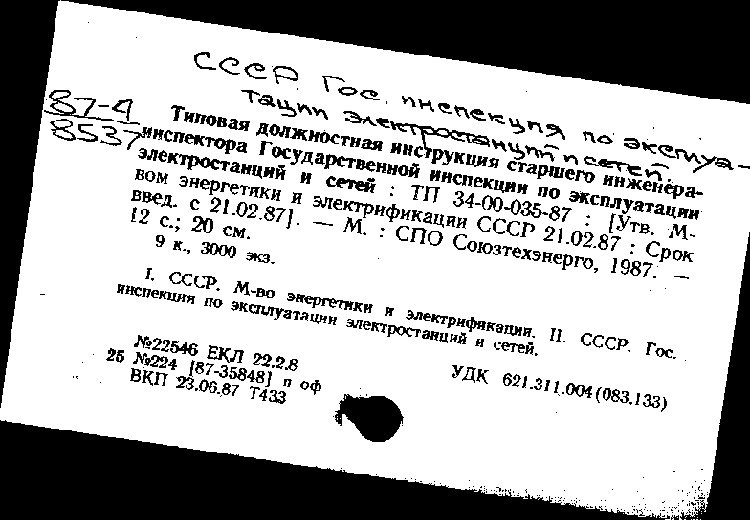 СССР. Гос. инспекция по эксплуа-
тации электростанций и сетей.
87-4
8537
Типовая должностная инструкция старшего инженера-
инспектора Государственной инспекции по эксплуатации
электростанций и сетей : ТП 34-00-035-87 : [Утв. М-
вом энергетики и электрификации СССР 21.02.87 : Срок
введ. с 21.02.87]. — М. : СПО Союзтехэнерго, 1987. —
12 с.; 20 см.
9 к., 3000 экз.
I. СССР. М-во энергетики и электрификации. II. СССР. Гос.
инспекция по эксплуатации электростанций и сетей.
№22546 ЕКЛ 22.2.8
25 №224 [87-35848] п оф
ВКП 23.06.87 Т433
УДК 621.311.004(083.133)